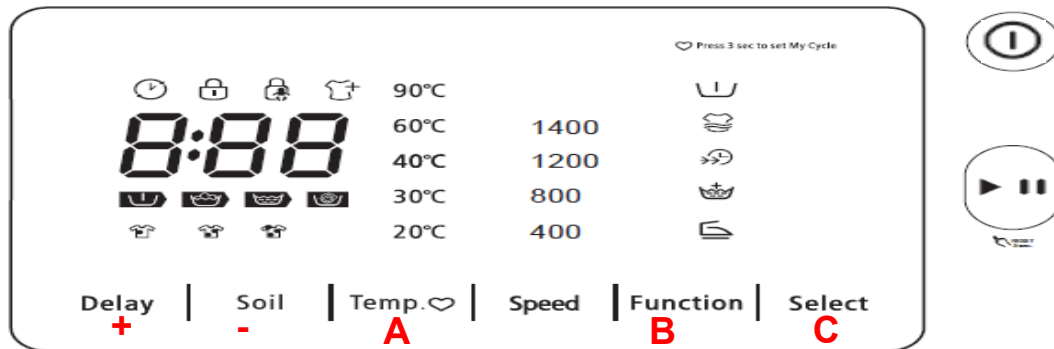 ♡ Press 3 sec to set My Cycle
90°C
8:88 60°C 1400
40°C 1200
30°C 800
20°C 400
Delay | Soil | Temp.♡ | Speed | Function | Select
+ - A B C